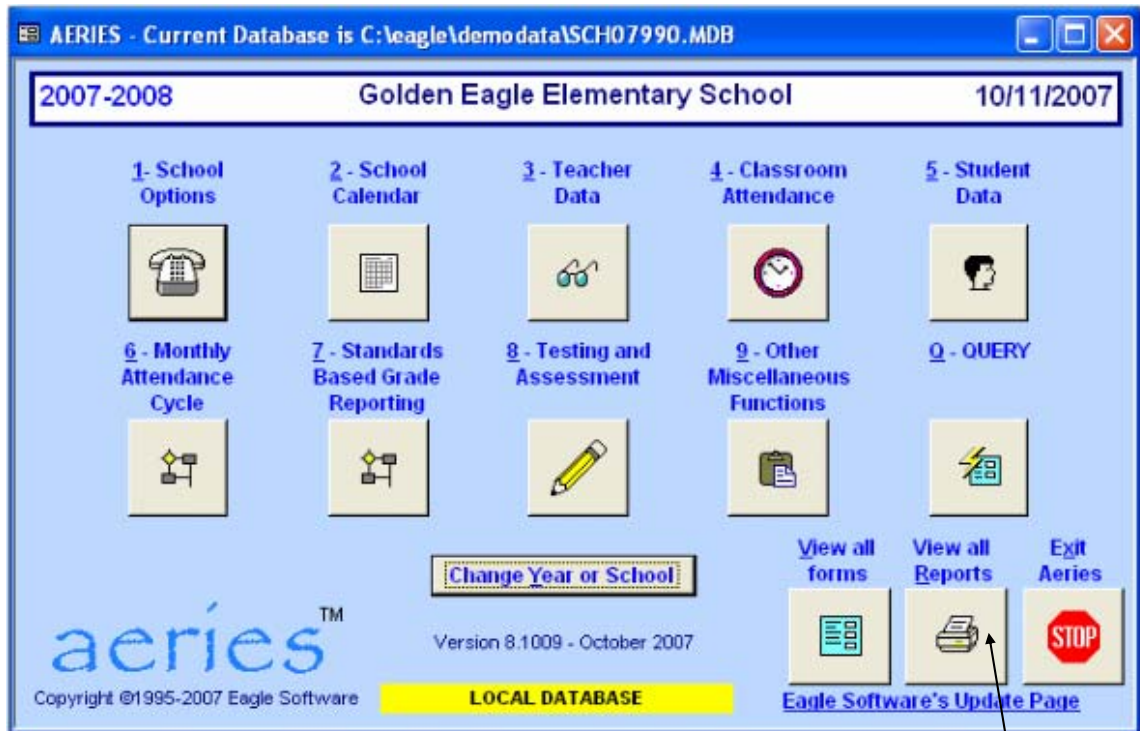 AERIES - Current Database is C:\eagle\demodata\SCH07990.MDB
2007-2008 Golden Eagle Elementary School 10/11/2007
1- School
Options
2 - School
Calendar
3 - Teacher
Data
4 - Classroom
Attendance
5 - Student
Data
6 - Monthly
Attendance
Cycle
7 - Standards
Based Grade
Reporting
8 - Testing and
Assessment
9 - Other
Miscellaneous
Functions
Q - QUERY
Change Year or School
View all
forms
View all
Reports
Exit
Aeries
STOP
aeries TM
Version 8.1009 - October 2007
Copyright ©1995-2007 Eagle Software
LOCAL DATABASE
Eagle Software's Update Page